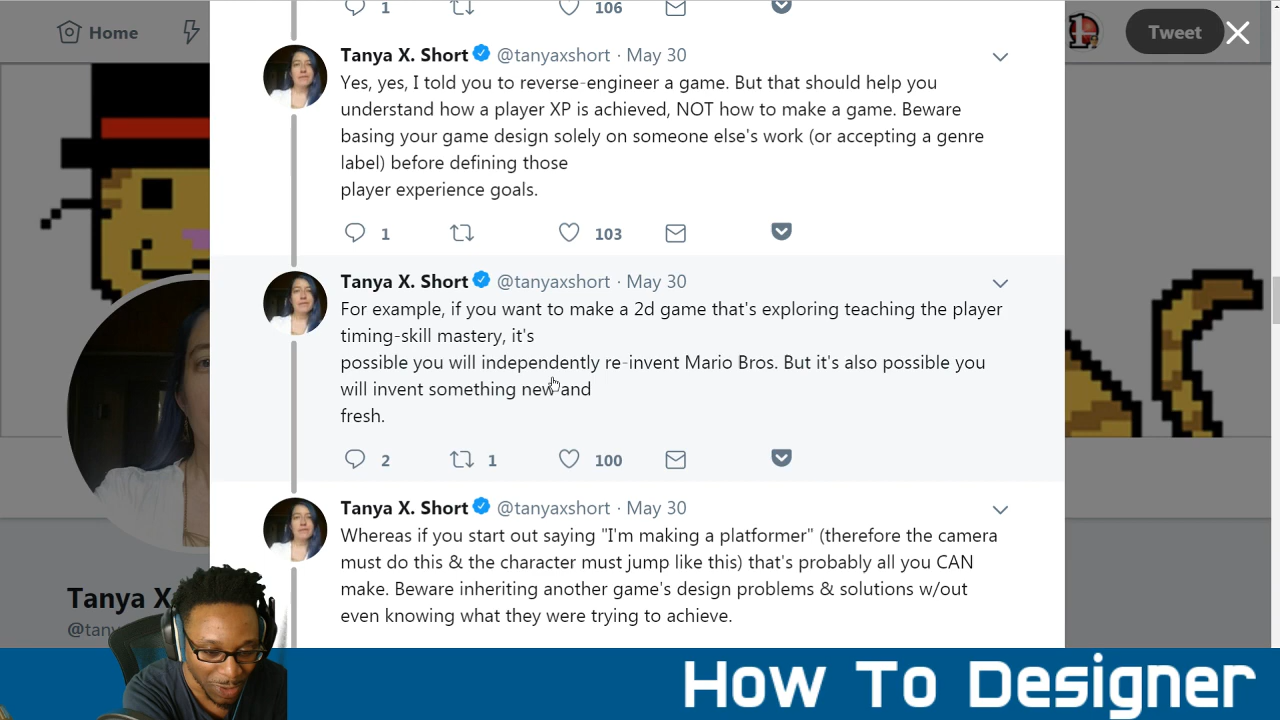 1 106
Home
Tweet
Tanya X. Short @tanyaxshort · May 30
Yes, yes, I told you to reverse-engineer a game. But that should help you
understand how a player XP is achieved, NOT how to make a game. Beware
basing your game design solely on someone else's work (or accepting a genre
label) before defining those
player experience goals.
1 103
Tanya X. Short @tanyaxshort · May 30
For example, if you want to make a 2d game that's exploring teaching the player
timing-skill mastery, it's
possible you will independently re-invent Mario Bros. But it's also possible you
will invent something new and
fresh.
2 1 100
Tanya X. Short @tanyaxshort · May 30
Whereas if you start out saying "I'm making a platformer" (therefore the camera
must do this & the character must jump like this) that's probably all you CAN
make. Beware inheriting another game's design problems & solutions w/out
even knowing what they were trying to achieve.
Tanya X
@tany
How To Designer